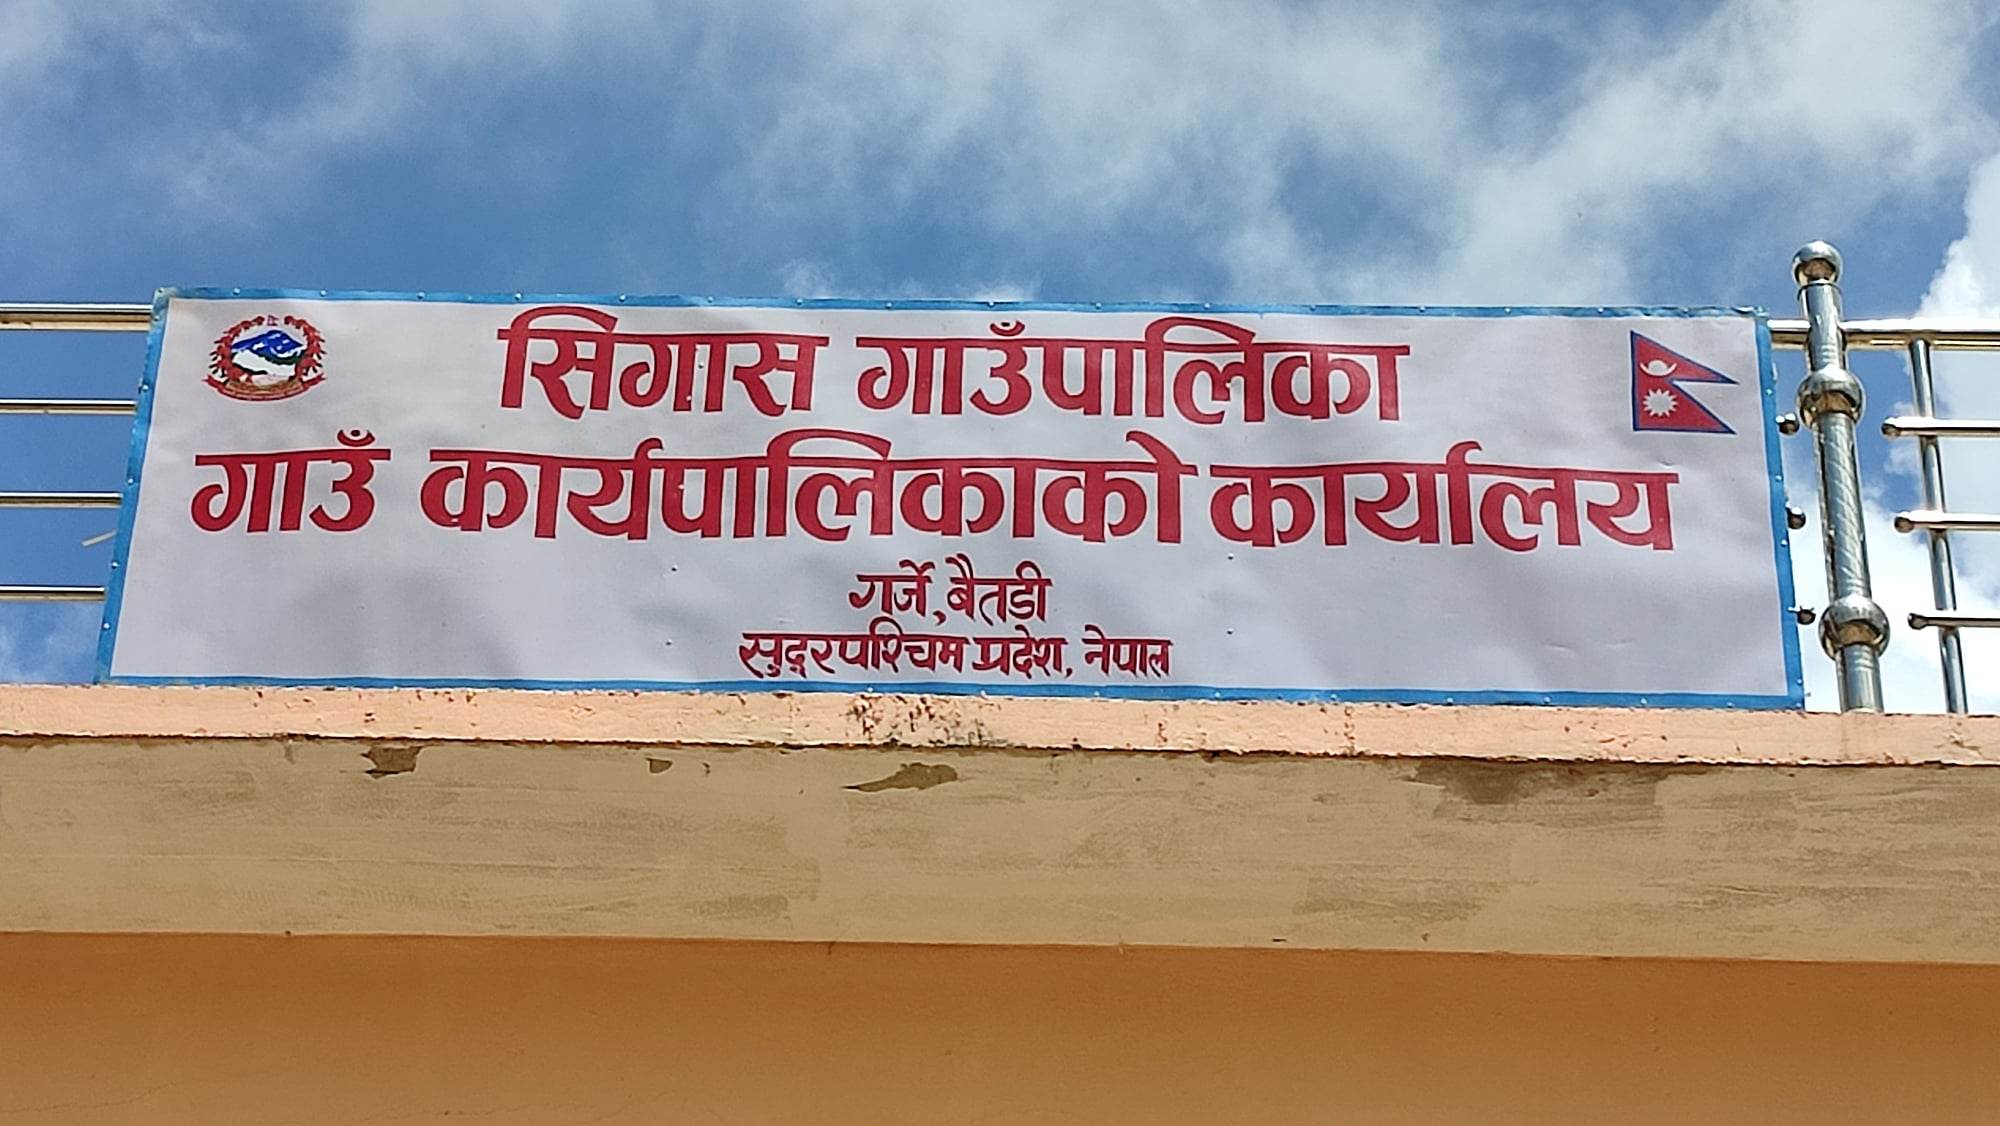 सिगास गाउँपालिका
गाउँ कार्यपालिकाको कार्यालय
गर्जे, बैतडी
सुदूरपश्चिम प्रदेश, नेपाल